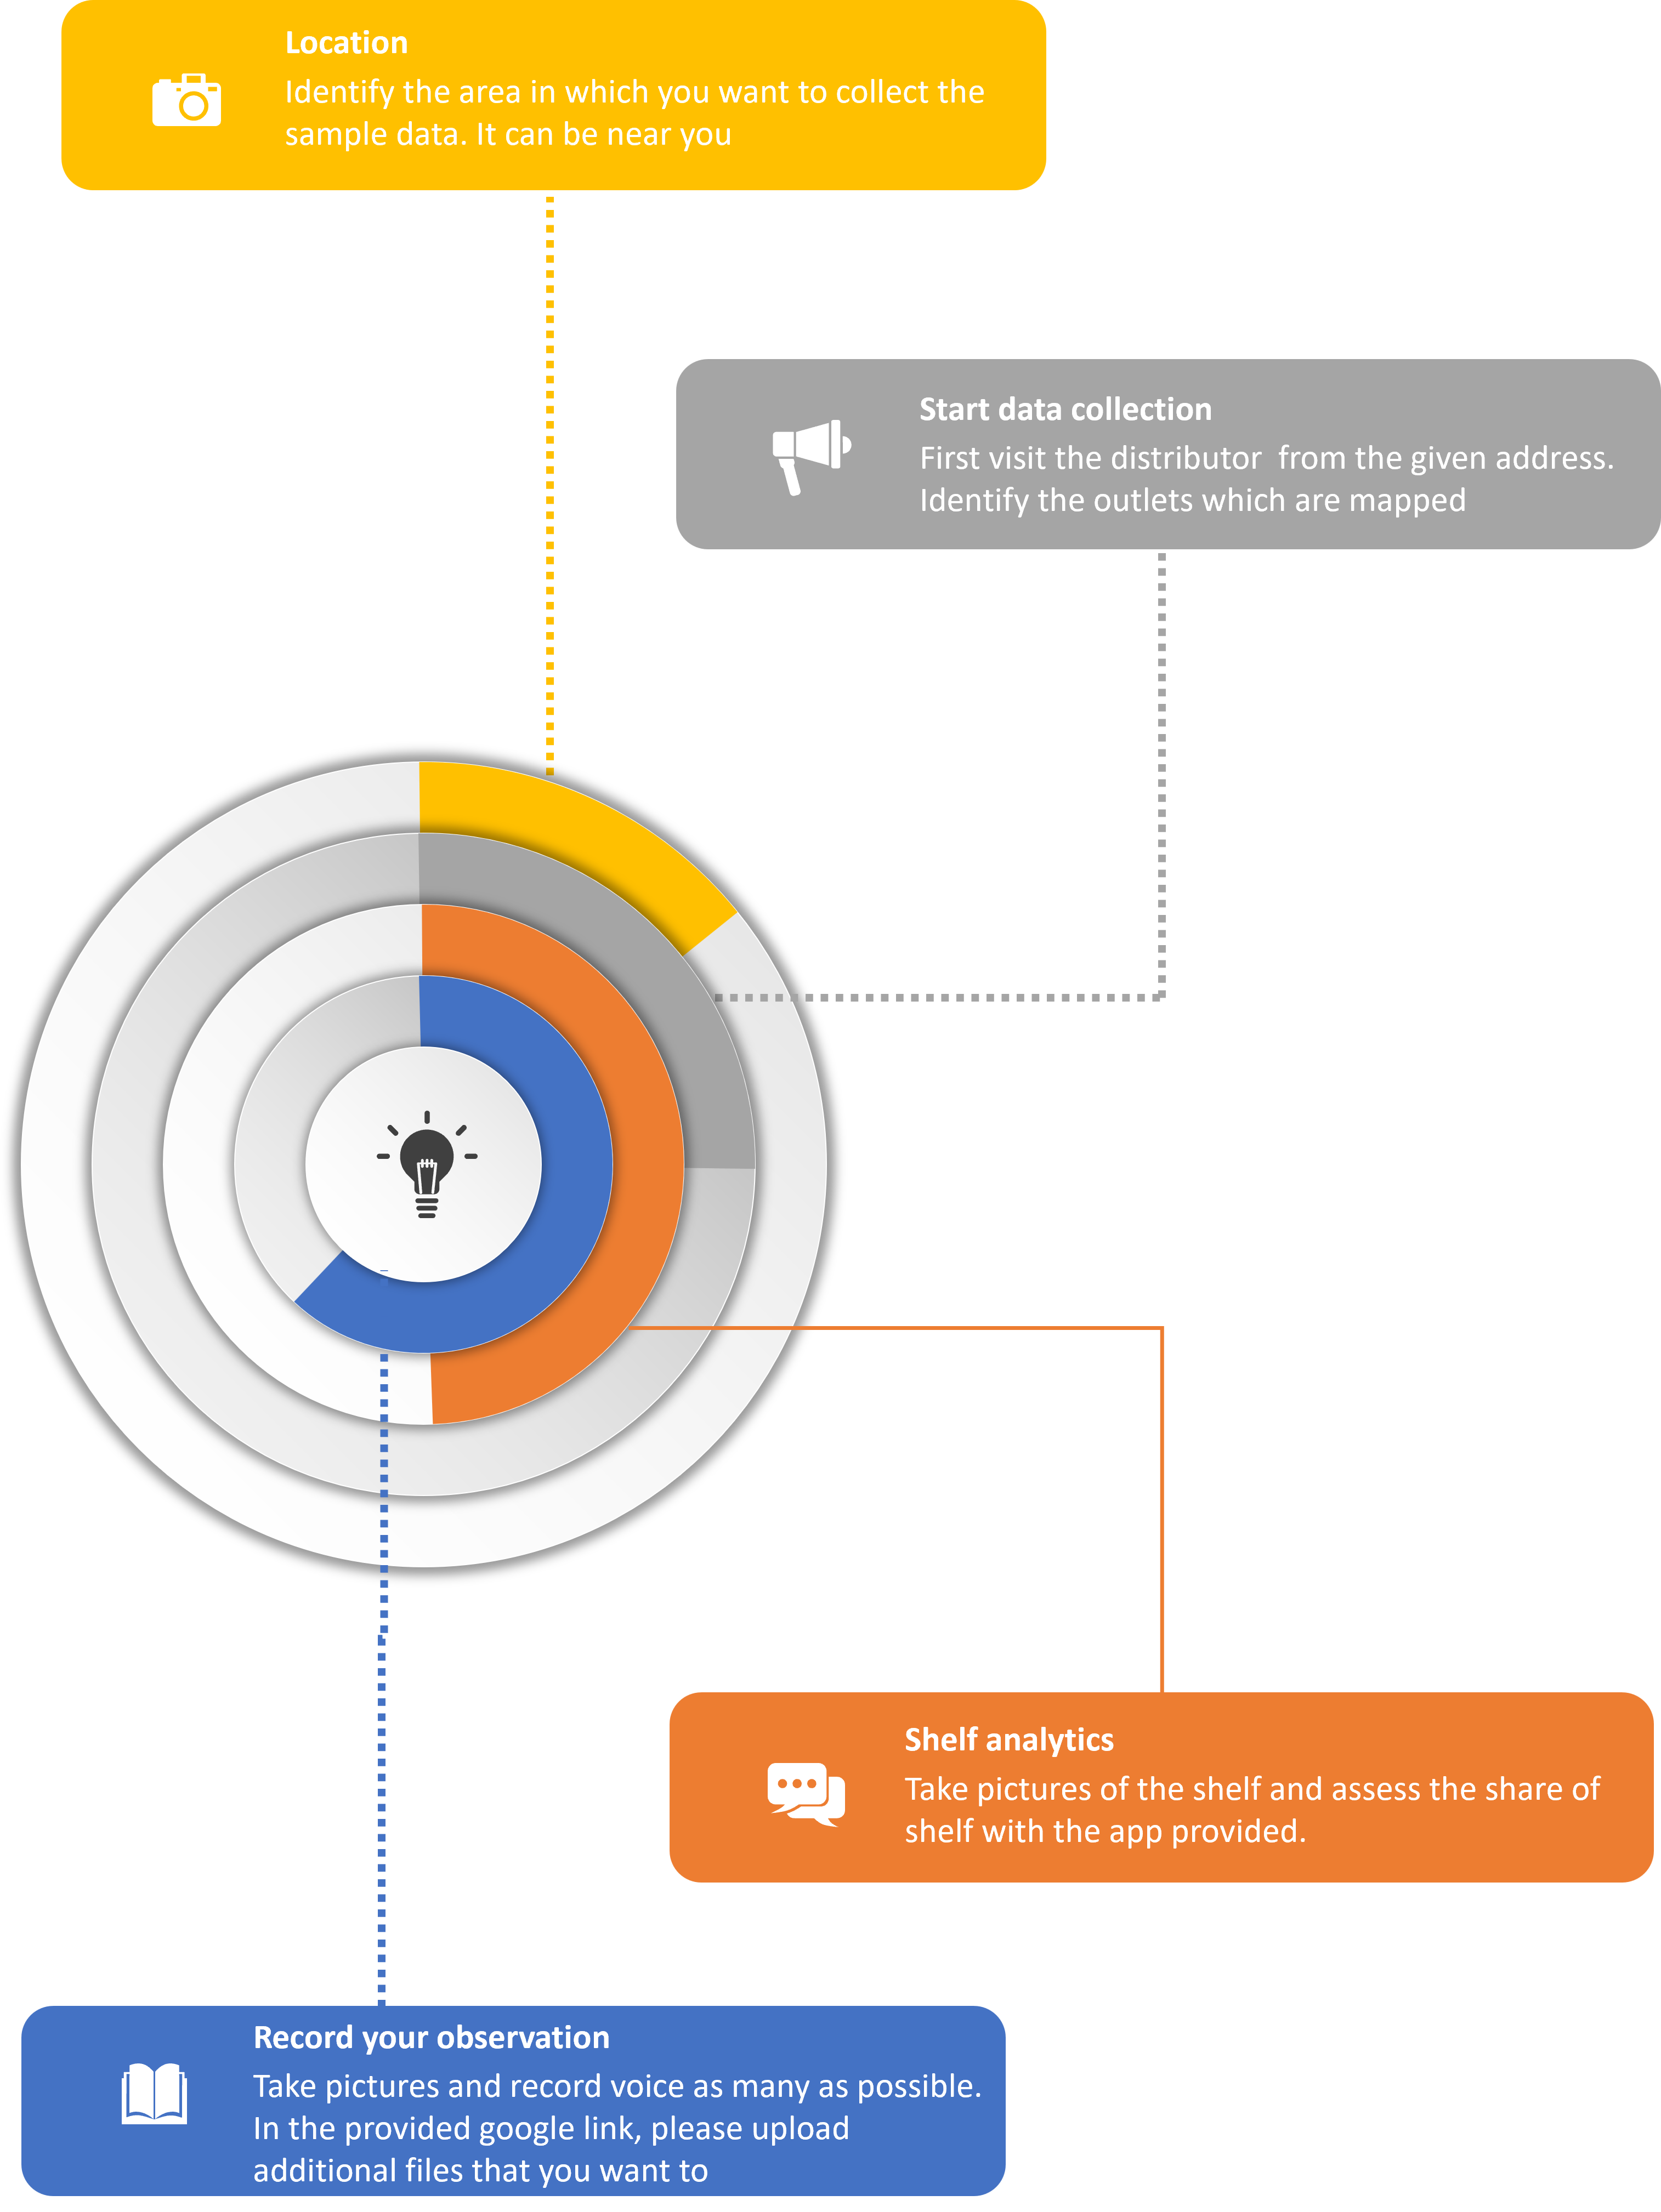 Location
Identify the area in which you want to collect the
sample data. It can be near you
Start data collection
First visit the distributor  from the given address.
Identify the outlets which are mapped
Shelf analytics
Take pictures of the shelf and assess the share of
shelf with the app provided.
Record your observation
Take pictures and record voice as many as possible.
In the provided google link, please upload
additional files that you want to